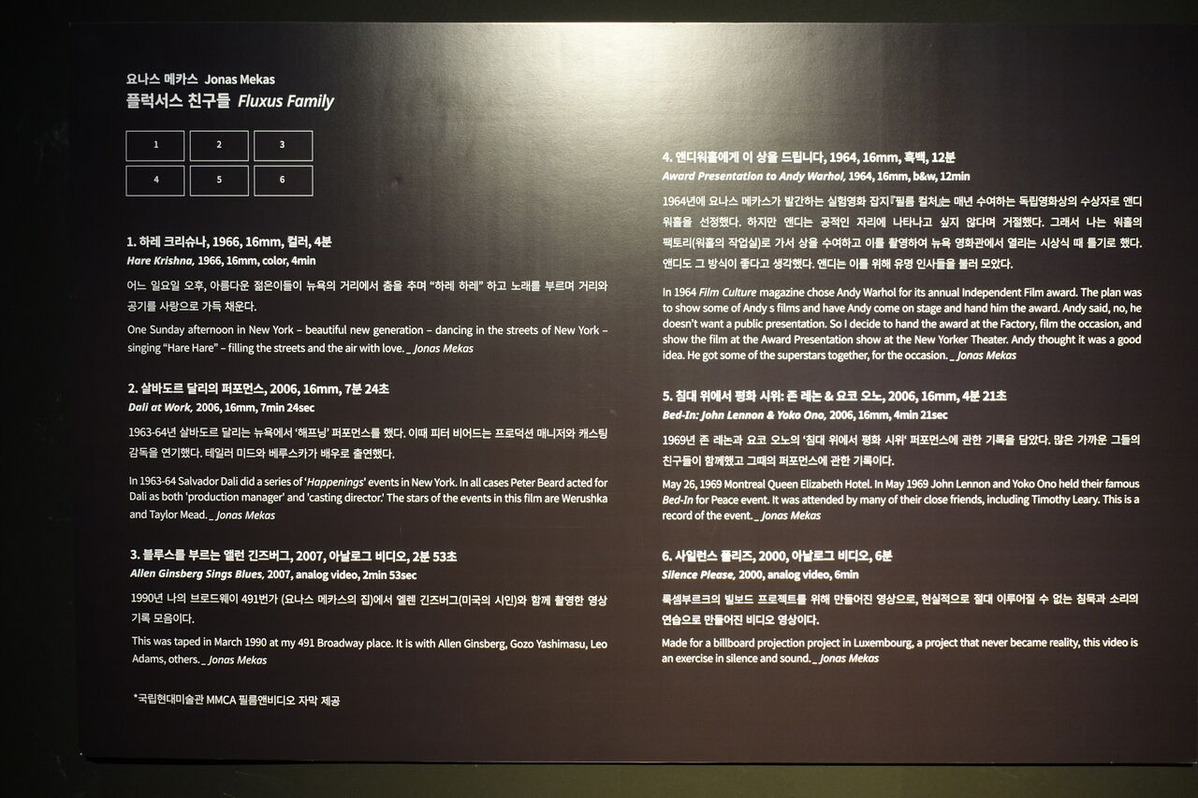 요나스 메카스 Jonas Mekas
플럭서스 친구들 Fluxus Family
1 2 3
4 5 6
1. 하레 크리슈나, 1966, 16mm, 컬러, 4분
Hare Krishna, 1966, 16mm, color, 4min
어느 일요일 오후, 아름다운 젊은이들이 뉴욕의 거리에서 춤을 추며 “하레 하레” 하고 노래를 부르며 거리와
공기를 사랑으로 가득 채운다.
One Sunday afternoon in New York – beautiful new generation – dancing in the streets of New York –
singing “Hare Hare” – filling the streets and the air with love._ Jonas Mekas
2. 살바도르 달리의 퍼포먼스, 2006, 16mm, 7분 24초
Dali at Work, 2006, 16mm, 7min 24sec
1963-64년 살바도르 달리는 뉴욕에서 ‘해프닝’ 퍼포먼스를 했다. 이때 피터 비어드는 프로덕션 매니저와 캐스팅
감독을 연기했다. 테일러 미드와 베루스카가 배우로 출연했다.
In 1963-64 Salvador Dali did a series of ‘Happenings’ events in New York. In all cases Peter Beard acted for
Dali as both 'production manager' and 'casting director.' The stars of the events in this film are Werushka
and Taylor Mead._ Jonas Mekas
3. 블루스를 부르는 앨런 긴즈버그, 2007, 아날로그 비디오, 2분 53초
Allen Ginsberg Sings Blues, 2007, analog video, 2min 53sec
1990년 나의 브로드웨이 491번가 (요나스 메카스의 집)에서 엘렌 긴즈버그(미국의 시인)와 함께 촬영한 영상
기록 모음이다.
This was taped in March 1990 at my 491 Broadway place. It is with Allen Ginsberg, Gozo Yashimasu, Leo
Adams, others._ Jonas Mekas
*국립현대미술관 MMCA 필름앤비디오 자막 제공
4. 앤디워홀에게 이 상을 드립니다, 1964, 16mm, 흑백, 12분
Award Presentation to Andy Warhol, 1964, 16mm, b&w, 12min
1964년에 요나스 메카스가 발간하는 실험영화 잡지『필름 컬처』는 매년 수여하는 독립영화상의 수상자로 앤디
워홀을 선정했다. 하지만 앤디는 공적인 자리에 나타나고 싶지 않다며 거절했다. 그래서 나는 워홀의
팩토리(워홀의 작업실)로 가서 상을 수여하고 이를 촬영하여 뉴욕 영화관에서 열리는 시상식 때 틀기로 했다.
앤디도 그 방식이 좋다고 생각했다. 앤디는 이를 위해 유명 인사들을 불러 모았다.
In 1964 Film Culture magazine chose Andy Warhol for its annual Independent Film award. The plan was
to show some of Andy s films and have Andy come on stage and hand him the award. Andy said, no, he
doesn’t want a public presentation. So I decide to hand the award at the Factory, film the occasion, and
show the film at the Award Presentation show at the New Yorker Theater. Andy thought it was a good
idea. He got some of the superstars together, for the occasion._ Jonas Mekas
5. 침대 위에서 평화 시위: 존 레논 & 요코 오노, 2006, 16mm, 4분 21초
Bed-In: John Lennon & Yoko Ono, 2006, 16mm, 4min 21sec
1969년 존 레논과 요코 오노의 ‘침대 위에서 평화 시위‘ 퍼포먼스에 관한 기록을 담았다. 많은 가까운 그들의
친구들이 함께했고 그때의 퍼포먼스에 관한 기록이다.
May 26, 1969 Montreal Queen Elizabeth Hotel. In May 1969 John Lennon and Yoko Ono held their famous
Bed-In for Peace event. It was attended by many of their close friends, including Timothy Leary. This is a
record of the event._ Jonas Mekas
6. 사일런스 플리즈, 2000, 아날로그 비디오, 6분
Silence Please, 2000, analog video, 6min
룩셈부르크의 빌보드 프로젝트를 위해 만들어진 영상으로, 현실적으로 절대 이루어질 수 없는 침묵과 소리의
연습으로 만들어진 비디오 영상이다.
Made for a billboard projection project in Luxembourg, a project that never became reality, this video is
an exercise in silence and sound._ Jonas Mekas